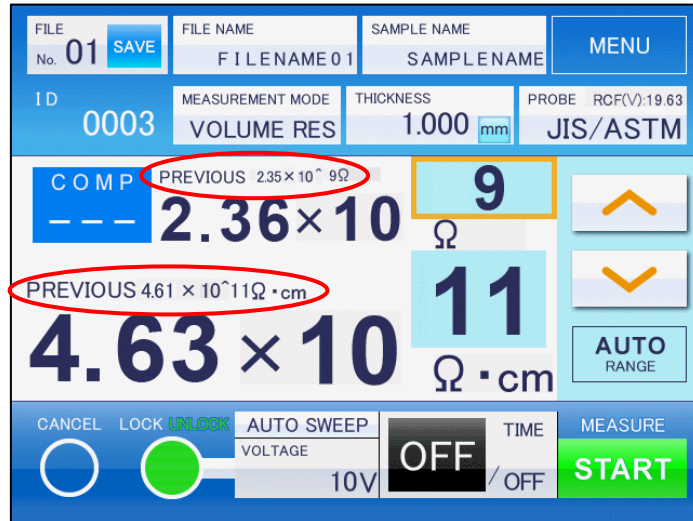 FILE No. 01 SAVE
FILE NAME
FILENAME01
SAMPLE NAME
SAMPLENAME
MENU
ID
0003
MEASUREMENT MODE
VOLUME RES
THICKNESS
1.000 mm
PROBE RCF(V):19.63
JIS/ASTM
COMP
---
PREVIOUS 2.35×10^ 9Ω
2.36×10 9 Ω
PREVIOUS 4.61 ×10^11Ω・cm
4.63×10 11 Ω・cm
AUTO
RANGE
CANCEL
LOCK UNLOCK
AUTO SWEEP
VOLTAGE
10V
OFF
TIME
/OFF
MEASURE
START